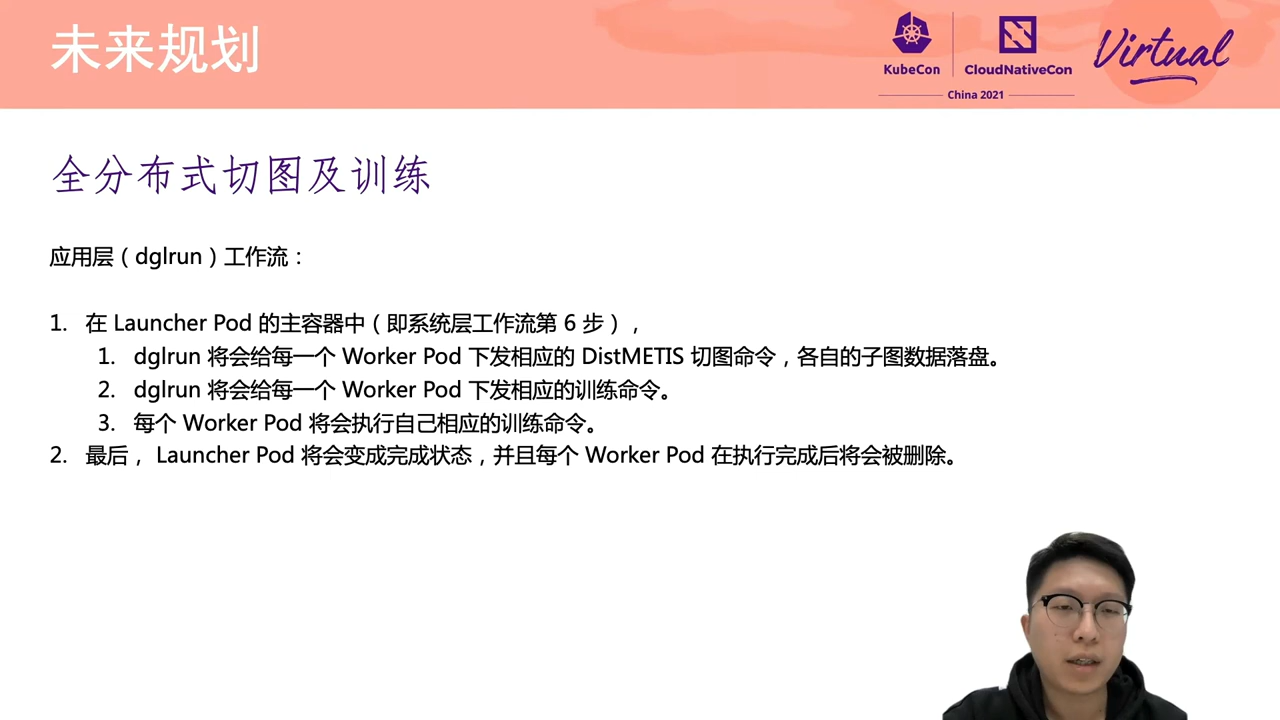 未来规划
KubeCon
CloudNativeCon
China 2021
Virtual
全分布式切图及训练
应用层（dglrun）工作流：
1. 在 Launcher Pod 的主容器中（即系统层工作流第 6 步），
1. dglrun 将会给每一个 Worker Pod 下发相应的 DistMETIS 切图命令，各自的子图数据落盘。
2. dglrun 将会给每一个 Worker Pod 下发相应的训练命令。
3. 每个 Worker Pod 将会执行自己相应的训练命令。
2. 最后， Launcher Pod 将会变成完成状态，并且每个 Worker Pod 在执行完成后将会被删除。